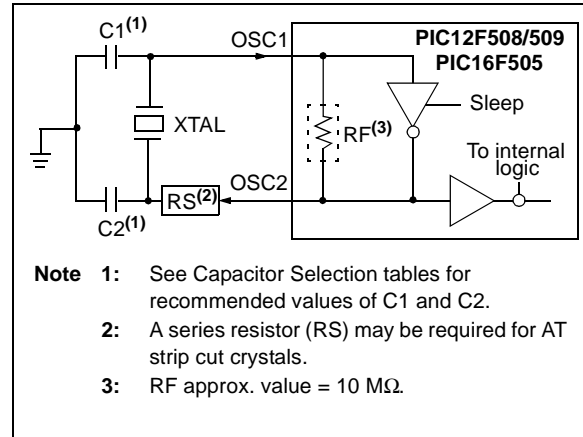 C1(1)
OSC1
PIC12F508/509
PIC16F505
Sleep
XTAL
RF(3)
To internal
logic
OSC2
RS(2)
C2(1)
Note 1: See Capacitor Selection tables for
recommended values of C1 and C2.
2: A series resistor (RS) may be required for AT
strip cut crystals.
3: RF approx. value = 10 MΩ.